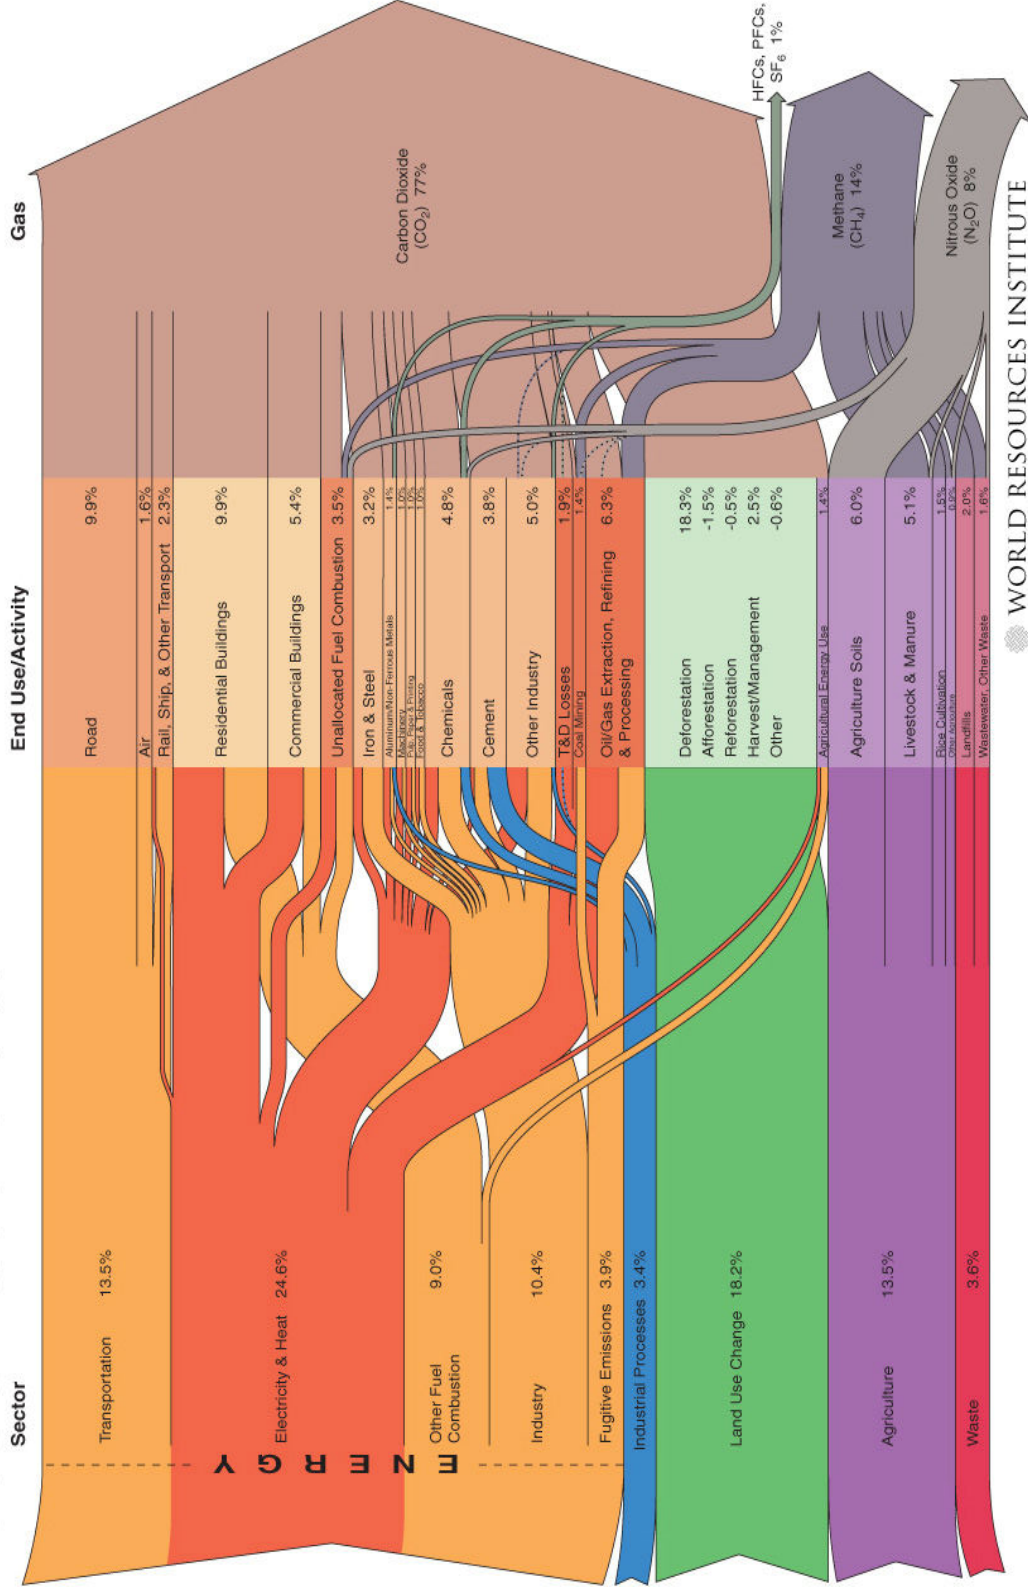 Sector
End Use/Activity
Gas
ENERGY
Transportation 13.5%
Electricity & Heat 24.6%
Other Fuel
Combustion 9.0%
Industry 10.4%
Fugitive Emissions 3.9%
Industrial Processes 3.4%
Land Use Change 18.2%
Agriculture 13.5%
Waste 3.6%
Road 9.9%
Air 1.6%
Rail, Ship, & Other Transport 2.3%
Residential Buildings 9.9%
Commercial Buildings 5.4%
Unallocated Fuel Combustion 3.5%
Iron & Steel 3.2%
Aluminum/Non-Ferrous Metals 1.4%
Machinery 1.0%
Pulp, Paper & Printing 1.0%
Food & Tobacco 1.0%
Chemicals 4.8%
Cement 3.8%
Other Industry 5.0%
T&D Losses 1.9%
Coal Mining 1.4%
Oil/Gas Extraction, Refining
& Processing 6.3%
Deforestation 18.3%
Afforestation -1.5%
Reforestation -0.5%
Harvest/Management 2.5%
Other -0.6%
Agricultural Energy Use 1.4%
Agriculture Soils 6.0%
Livestock & Manure 5.1%
Rice Cultivation 1.5%
Other Agriculture 0.9%
Landfills 2.0%
Wastewater, Other Waste 1.6%
Carbon Dioxide
(CO₂) 77%
HFCs, PFCs,
SF₆ 1%
Methane
(CH₄) 14%
Nitrous Oxide
(N₂O) 8%
WORLD RESOURCES INSTITUTE